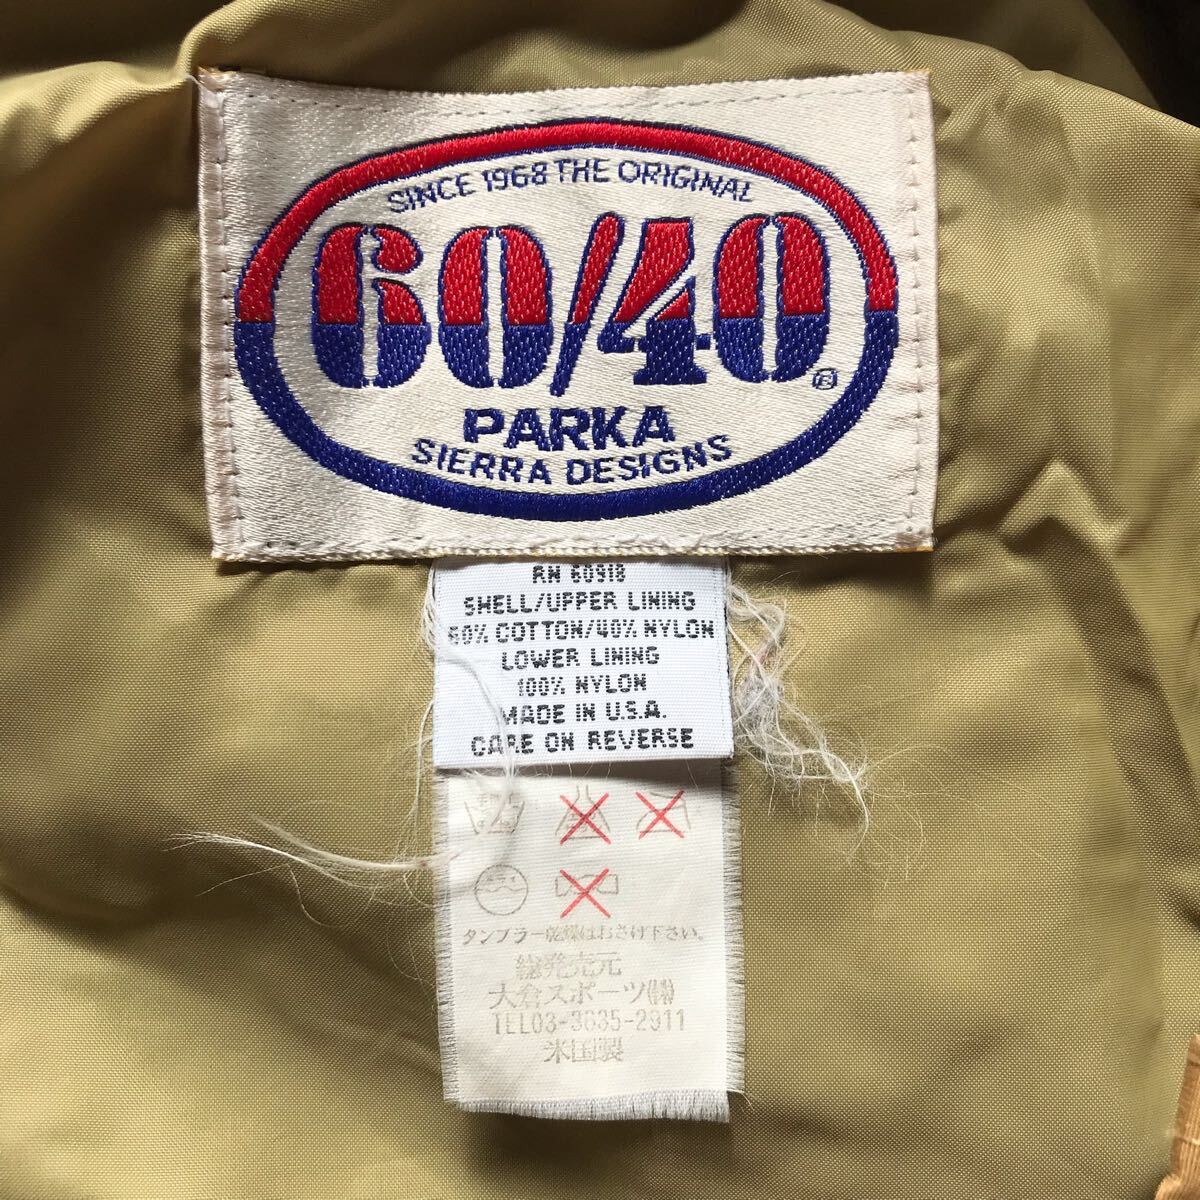 SINCE 1968 THE ORIGINAL
60/40 ®
PARKA
SIERRA DESIGNS
RN 60918
SHELL/UPPER LINING
60% COTTON/40% NYLON
LOWER LINING
100% NYLON
MADE IN U.S.A.
CARE ON REVERSE
タンブラー乾燥はおさけ下さい。
総発売元
大倉スポーツ(株)
TEL03-3835-2911
米国製